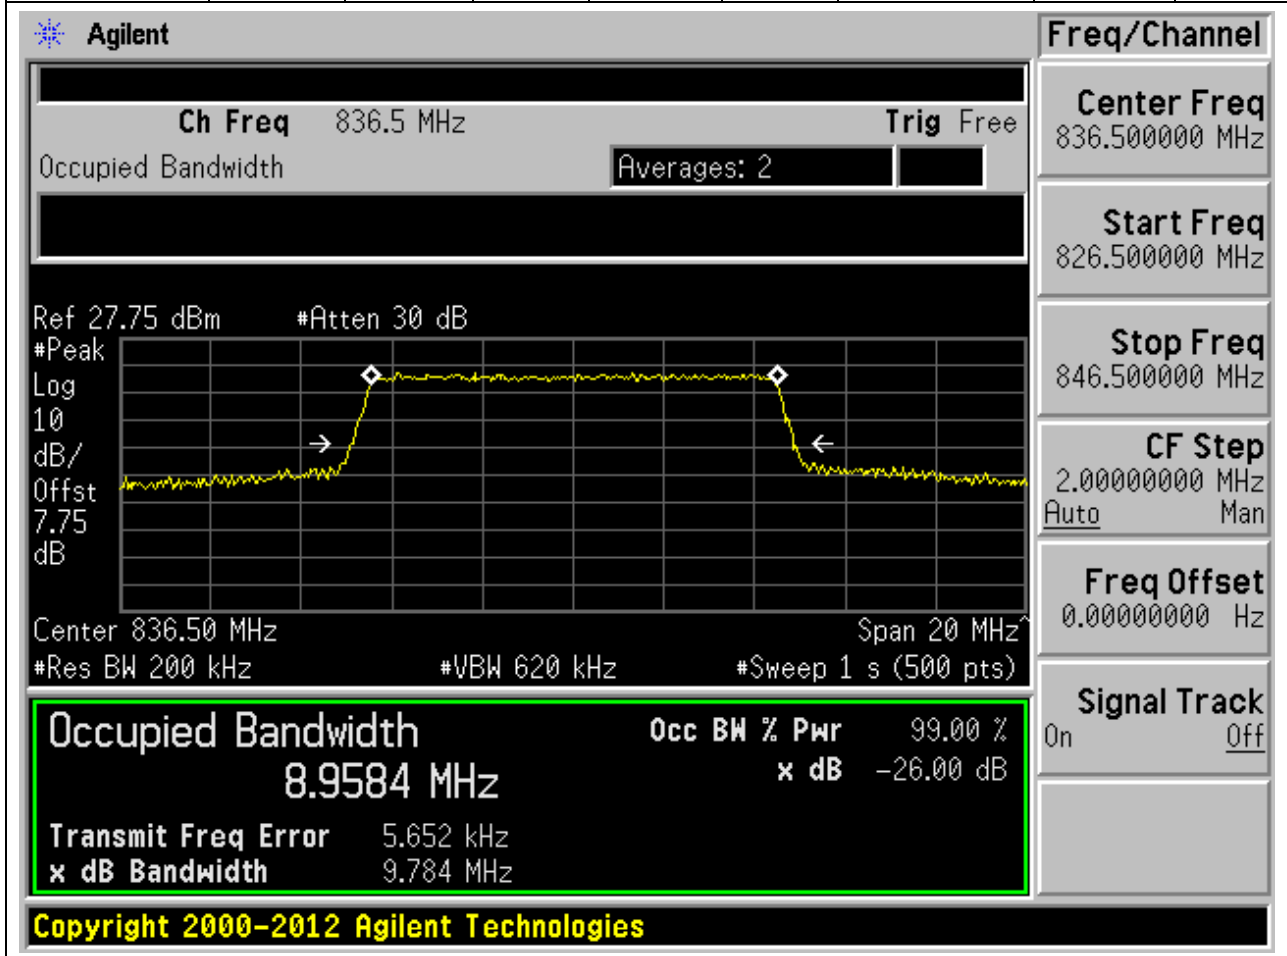 Agilent
Freq/Channel
Ch Freq 836.5 MHz Trig Free
Occupied Bandwidth Averages: 2
Center Freq
836.500000 MHz
Start Freq
826.500000 MHz
Stop Freq
846.500000 MHz
CF Step
2.00000000 MHz
Auto Man
Freq Offset
0.00000000 Hz
Signal Track
On Off
Ref 27.75 dBm #Atten 30 dB
#Peak
Log
10
dB/
Offst
7.75
dB
Center 836.50 MHz Span 20 MHz^
#Res BW 200 kHz #VBW 620 kHz #Sweep 1 s (500 pts)
Occupied Bandwidth
8.9584 MHz
Occ BW % Pwr 99.00 %
x dB -26.00 dB
Transmit Freq Error 5.652 kHz
x dB Bandwidth 9.784 MHz
Copyright 2000-2012 Agilent Technologies